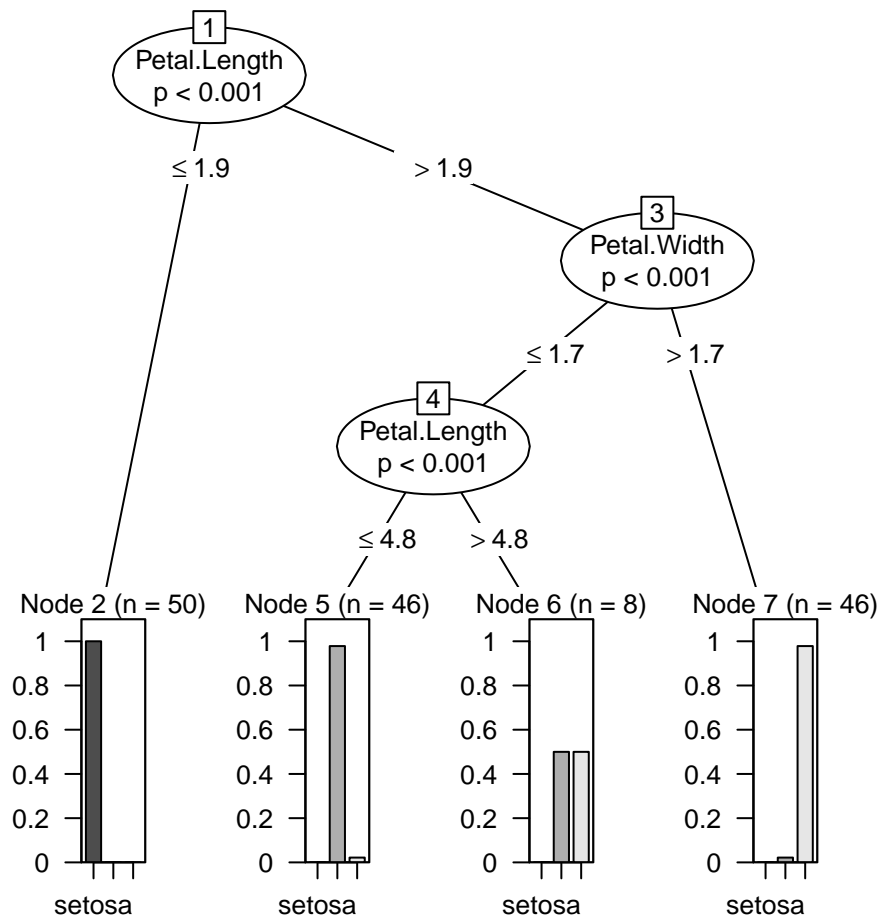 1
Petal.Length
p < 0.001
≤ 1.9
> 1.9
3
Petal.Width
p < 0.001
≤ 1.7
> 1.7
4
Petal.Length
p < 0.001
≤ 4.8
> 4.8
Node 2 (n = 50)
1
0.8
0.6
0.4
0.2
0
setosa
Node 5 (n = 46)
1
0.8
0.6
0.4
0.2
0
setosa
Node 6 (n = 8)
1
0.8
0.6
0.4
0.2
0
setosa
Node 7 (n = 46)
1
0.8
0.6
0.4
0.2
0
setosa